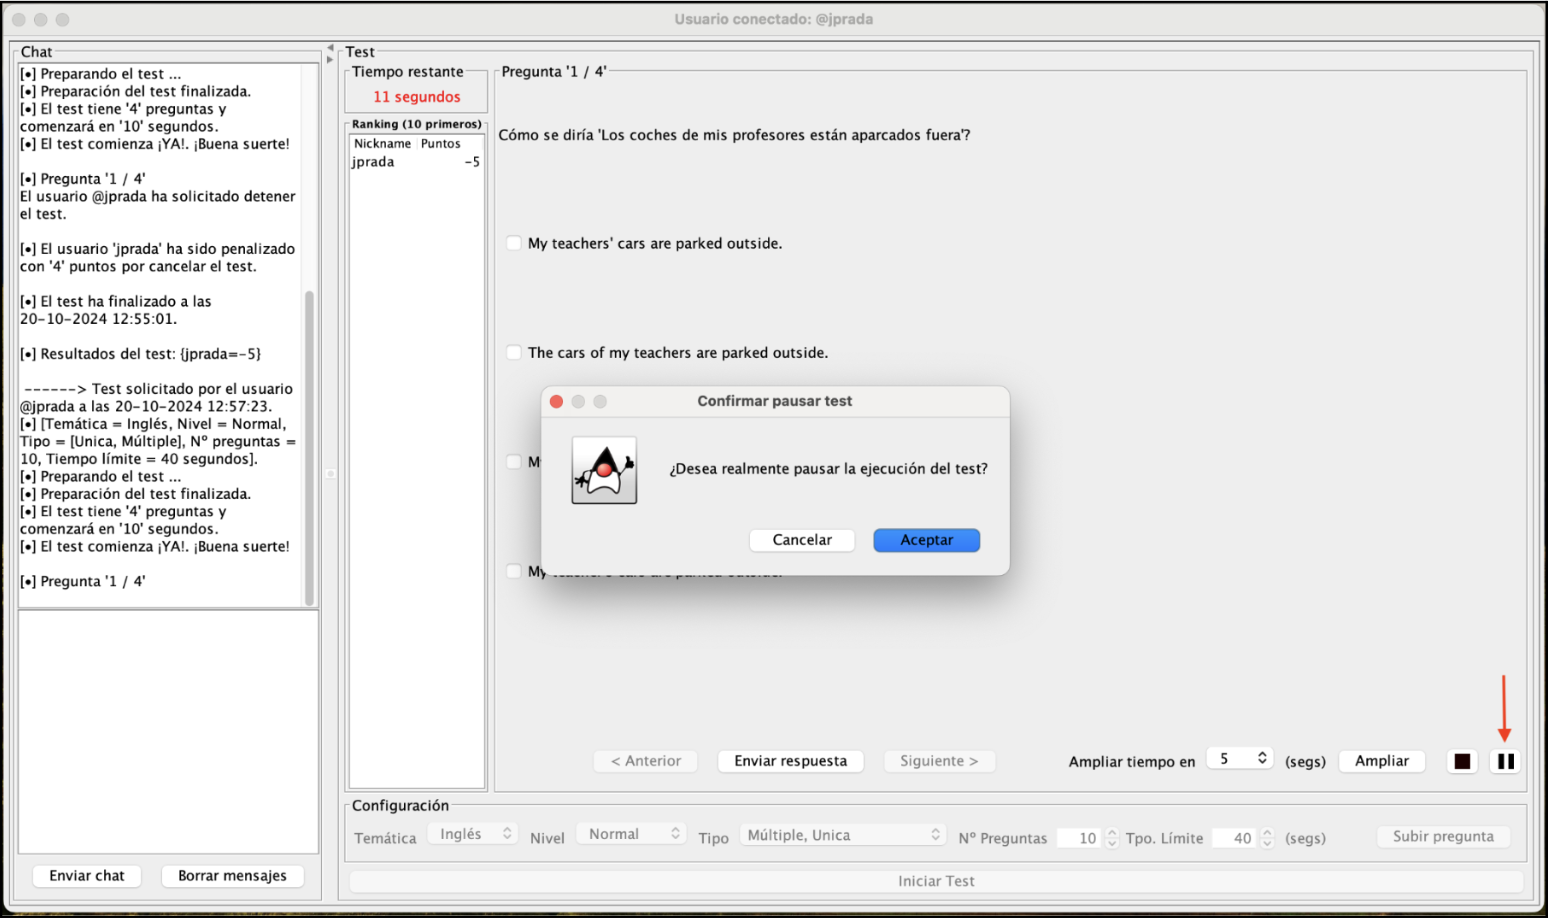 Usuario conectado: @jprada
Chat
[•] Preparando el test ...
[•] Preparación del test finalizada.
[•] El test tiene '4' preguntas y
comenzará en '10' segundos.
[•] El test comienza ¡YA!. ¡Buena suerte!
[•] Pregunta '1 / 4'
El usuario @jprada ha solicitado detener
el test.
[•] El usuario 'jprada' ha sido penalizado
con '4' puntos por cancelar el test.
[•] El test ha finalizado a las
20-10-2024 12:55:01.
[•] Resultados del test: {jprada=-5}
------> Test solicitado por el usuario
@jprada a las 20-10-2024 12:57:23.
[•] [Temática = Inglés, Nivel = Normal,
Tipo = [Unica, Múltiple], Nº preguntas =
10, Tiempo límite = 40 segundos].
[•] Preparando el test ...
[•] Preparación del test finalizada.
[•] El test tiene '4' preguntas y
comenzará en '10' segundos.
[•] El test comienza ¡YA!. ¡Buena suerte!
[•] Pregunta '1 / 4'
Enviar chat Borrar mensajes
Test
Tiempo restante
11 segundos
Ranking (10 primeros)
Nickname Puntos
jprada -5
Pregunta '1 / 4'
Cómo se diría 'Los coches de mis profesores están aparcados fuera'?
My teachers' cars are parked outside.
The cars of my teachers are parked outside.
Confirmar pausar test
¿Desea realmente pausar la ejecución del test?
Cancelar Aceptar
My
< Anterior Enviar respuesta Siguiente > Ampliar tiempo en 5 (segs) Ampliar
Configuración
Temática Inglés Nivel Normal Tipo Múltiple, Unica Nº Preguntas 10 Tpo. Límite 40 (segs) Subir pregunta
Iniciar Test